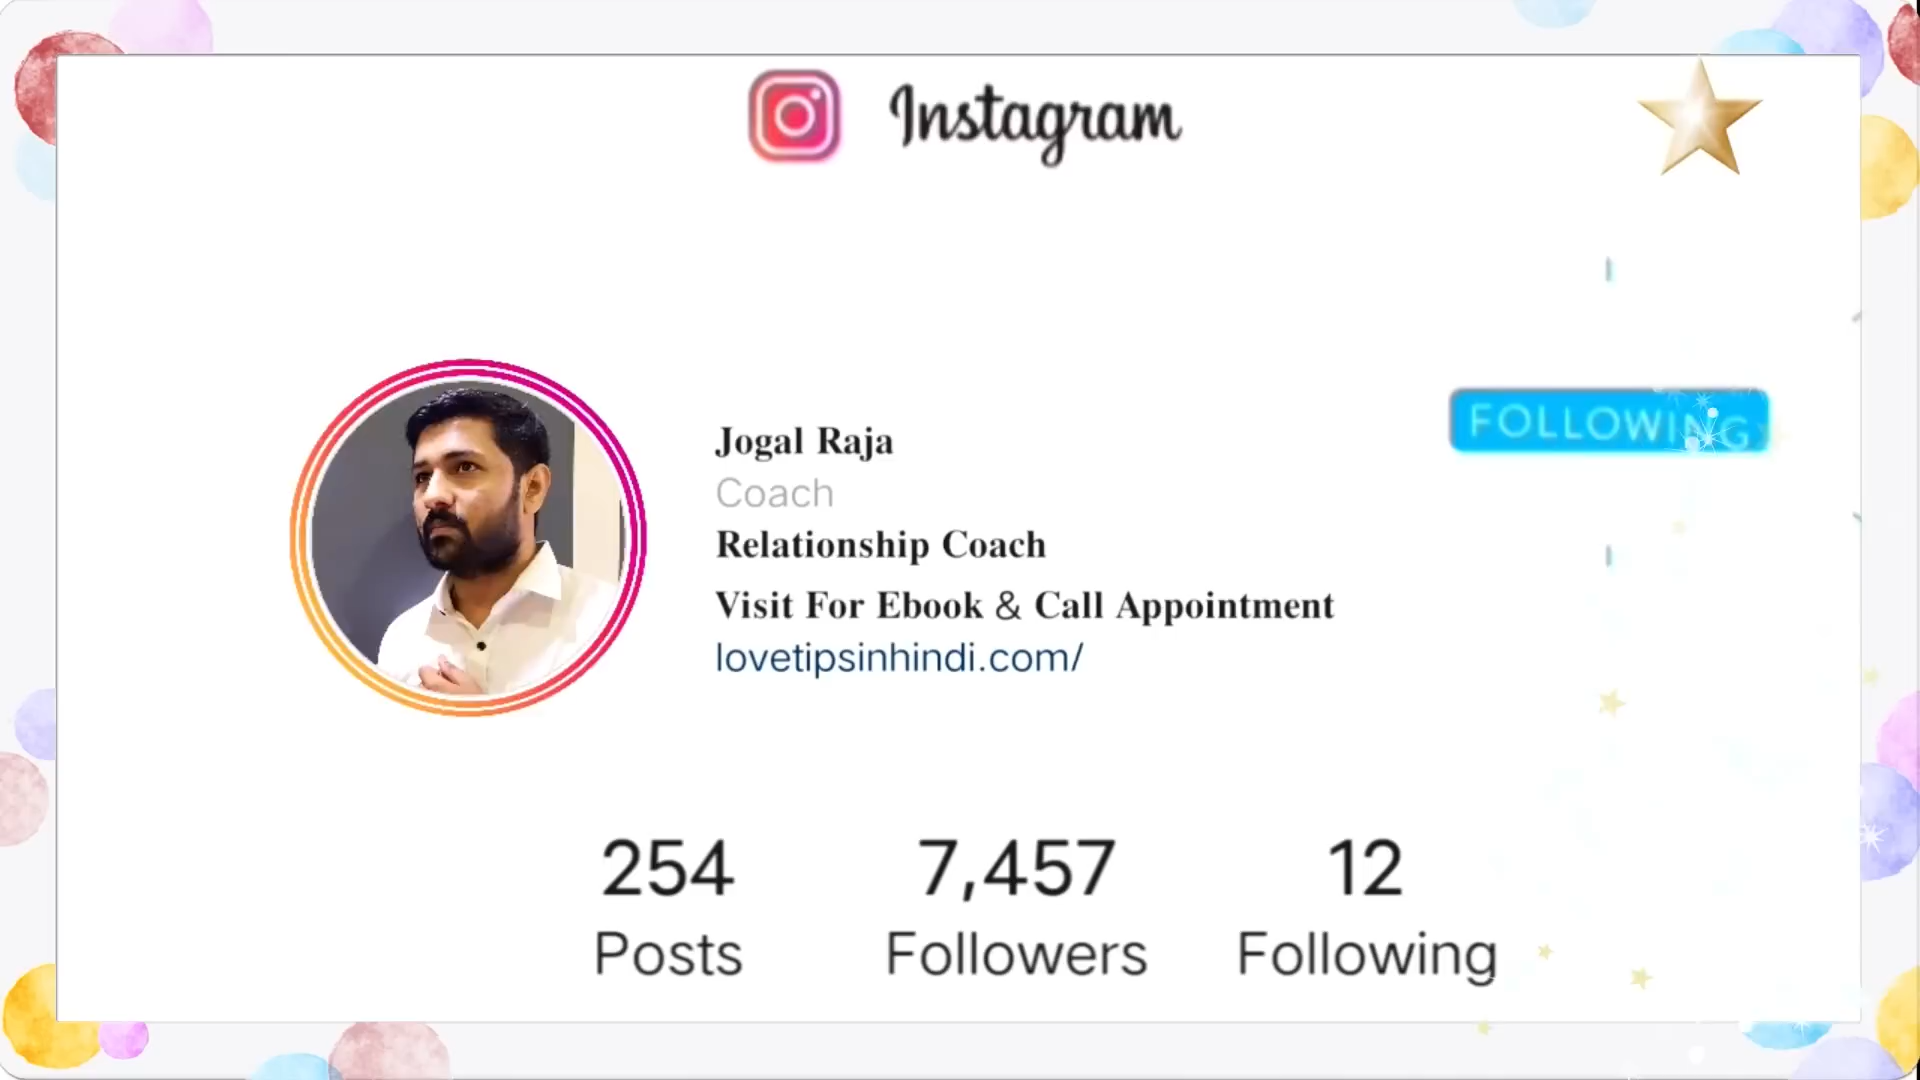 Instagram
FOLLOWING
Jogal Raja
Coach
Relationship Coach
Visit For Ebook & Call Appointment
lovetipsinhindi.com/
254 7,457 12
Posts Followers Following